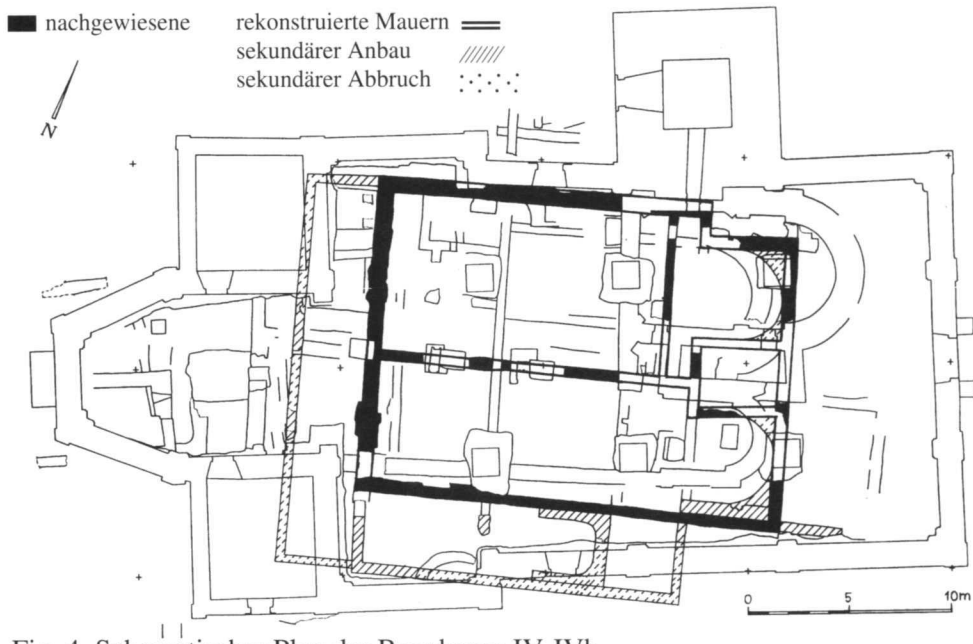 nachgewiesene rekonstruierte Mauern
sekundärer Anbau
sekundärer Abbruch
N
0 5 10m